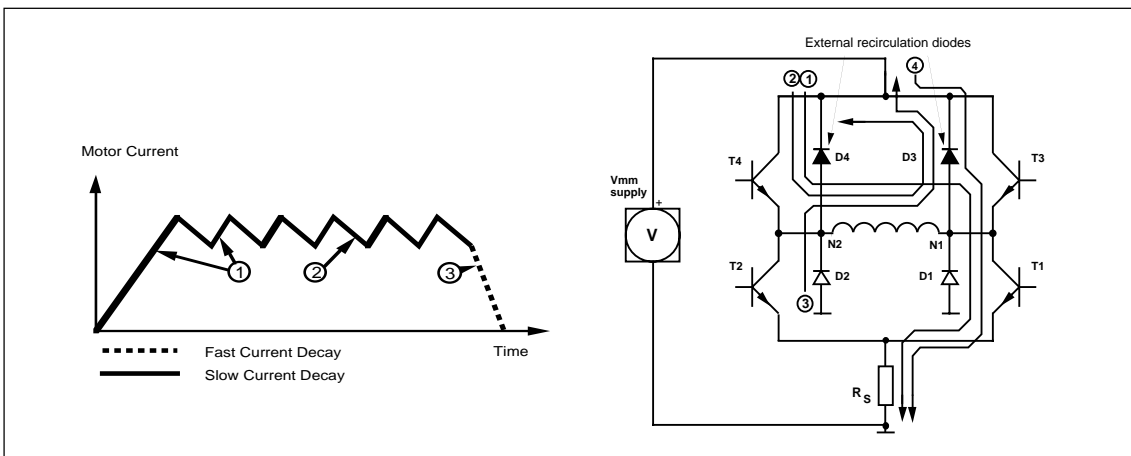 Motor Current
1
2
3
Time
Fast Current Decay
Slow Current Decay
External recirculation diodes
2 1
4
T4
D4
D3
T3
Vmm
supply
+
V
N2
N1
T2
D2
D1
T1
3
R S